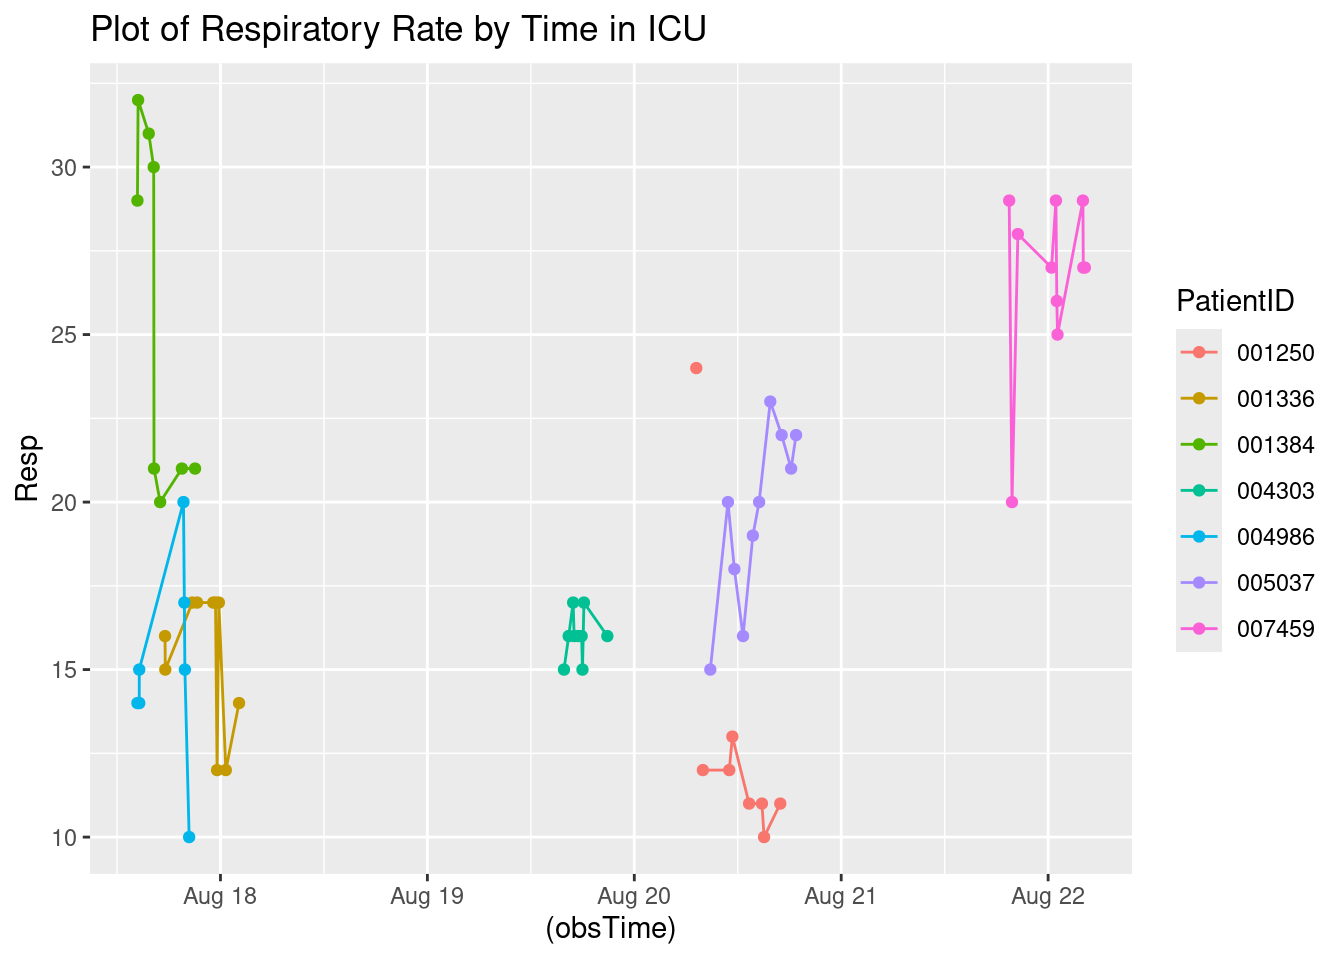 Plot of Respiratory Rate by Time in ICU
30
25
20
15
10
Resp
Aug 18
Aug 19
Aug 20
Aug 21
Aug 22
(obsTime)
PatientID
001250
001336
001384
004303
004986
005037
007459